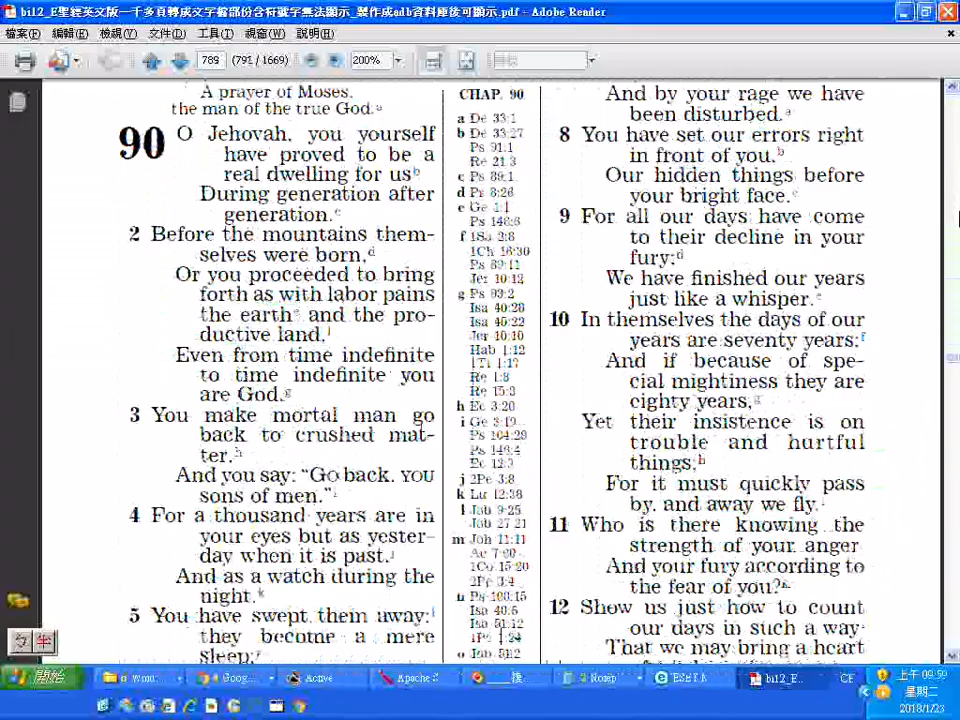 bi12_E聖經英文版一千多頁轉成文字檔部份含符號字無法顯示_製作成adb資料庫後可顯示.pdf - Adobe Reader
檔案(F) 編輯(E) 檢視(V) 文件(D) 工具(T) 視窗(W) 說明(H)
789 (791 / 1669) 200%
A prayer of Moses,
the man of the true God.a
90 O Jehovah, you yourself
have proved to be a
real dwelling for usb
During generation after
generation.c
2 Before the mountains them-
selves were born,d
Or you proceeded to bring
forth as with labor pains
the earthe and the pro-
ductive land,f
Even from time indefinite
to time indefinite you
are God.g
3 You make mortal man go
back to crushed mat-
ter,h
And you say: “Go back, YOU
sons of men.”i
4 For a thousand years are in
your eyes but as yester-
day when it is past,j
And as a watch during the
night.k
5 You have swept them away;l
they become a mere
sleep;m
CHAP. 90
a De 33:1
b De 33:27
Ps 91:1
Re 21:3
c Ps 89:1
d Pr 8:26
e Ge 1:1
Ps 146:6
f 1Sa 2:8
1Ch 16:30
Ps 89:11
Jer 10:12
g Ps 93:2
Isa 40:28
Jer 10:10
Hab 1:12
1Ti 1:17
Re 1:8
Re 15:3
h Ec 3:20
i Ge 3:19
Ps 104:29
Ps 146:4
Ec 12:7
j 2Pe 3:8
k Lu 12:38
l Job 9:25
Job 27:21
m Joh 11:11
Ac 7:60
1Co 15:20
2Pe 3:4
n Ps 103:15
Isa 40:6
Isa 51:12
1Pe 1:24
And by your rage we have
been disturbed.a
8 You have set our errors right
in front of you,b
Our hidden things before
your bright face.c
9 For all our days have come
to their decline in your
fury;d
We have finished our years
just like a whisper.e
10 In themselves the days of our
years are seventy years;f
And if because of spe-
cial mightiness they are
eighty years,g
Yet their insistence is on
trouble and hurtful
things;h
For it must quickly pass
by, and away we fly.i
11 Who is there knowing the
strength of your anger
And your fury according to
the fear of you?k
12 Show us just how to count
our days in such a way
That we may bring a heart
開始 Goog... Active Apache 2 Notep ESET N bi12_E... CE 上午 09:59
星期二
2018/1/23